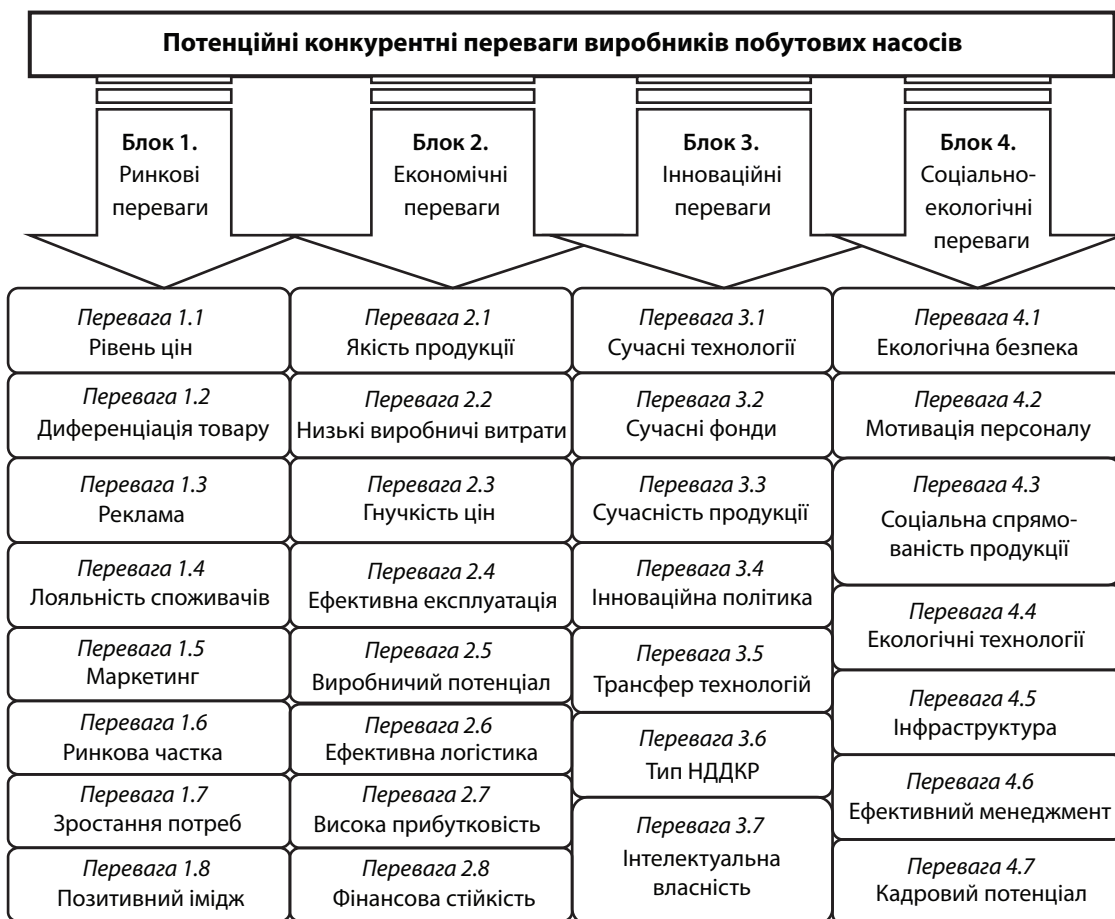 Потенційні конкурентні переваги виробників побутових насосів
Блок 1.
Ринкові
переваги
Блок 2.
Економічні
переваги
Блок 3.
Інноваційні
переваги
Блок 4.
Соціально-
екологічні
переваги
Перевага 1.1
Рівень цін
Перевага 1.2
Диференціація товару
Перевага 1.3
Реклама
Перевага 1.4
Лояльність споживачів
Перевага 1.5
Маркетинг
Перевага 1.6
Ринкова частка
Перевага 1.7
Зростання потреб
Перевага 1.8
Позитивний імідж
Перевага 2.1
Якість продукції
Перевага 2.2
Низькі виробничі витрати
Перевага 2.3
Гнучкість цін
Перевага 2.4
Ефективна експлуатація
Перевага 2.5
Виробничий потенціал
Перевага 2.6
Ефективна логістика
Перевага 2.7
Висока прибутковість
Перевага 2.8
Фінансова стійкість
Перевага 3.1
Сучасні технології
Перевага 3.2
Сучасні фонди
Перевага 3.3
Сучасність продукції
Перевага 3.4
Інноваційна політика
Перевага 3.5
Трансфер технологій
Перевага 3.6
Тип НДДКР
Перевага 3.7
Інтелектуальна
власність
Перевага 4.1
Екологічна безпека
Перевага 4.2
Мотивація персоналу
Перевага 4.3
Соціальна спрямо-
ваність продукції
Перевага 4.4
Екологічні технології
Перевага 4.5
Інфраструктура
Перевага 4.6
Ефективний менеджмент
Перевага 4.7
Кадровий потенціал